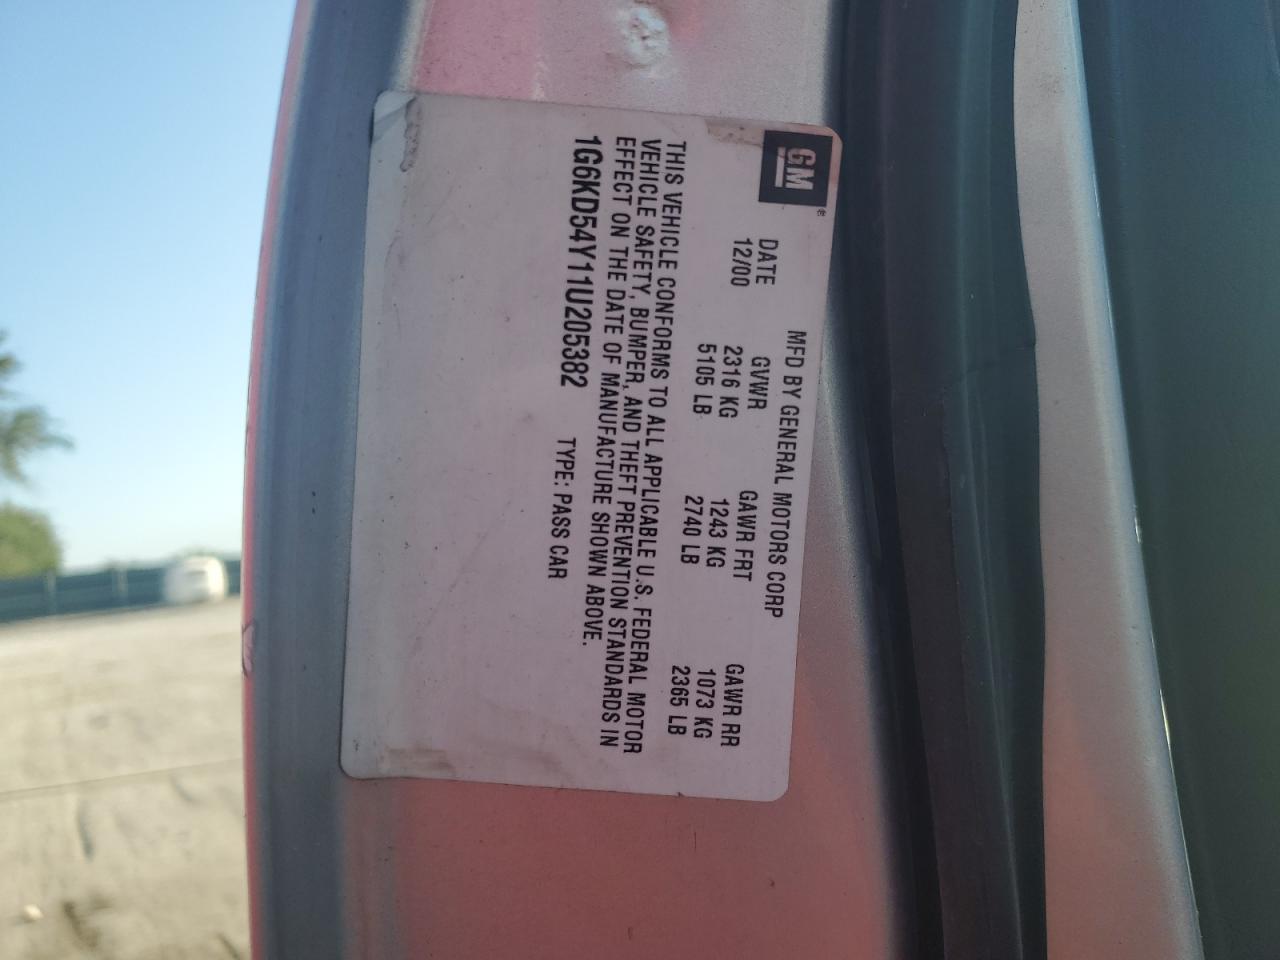 GM®
MFD BY GENERAL MOTORS CORP
DATE GVWR GAWR FRT GAWR RR
12/00 2316 KG 1243 KG 1073 KG
5105 LB 2740 LB 2365 LB
THIS VEHICLE CONFORMS TO ALL APPLICABLE U.S. FEDERAL MOTOR
VEHICLE SAFETY, BUMPER, AND THEFT PREVENTION STANDARDS IN
EFFECT ON THE DATE OF MANUFACTURE SHOWN ABOVE.
1G6KD54Y11U205382 TYPE: PASS CAR